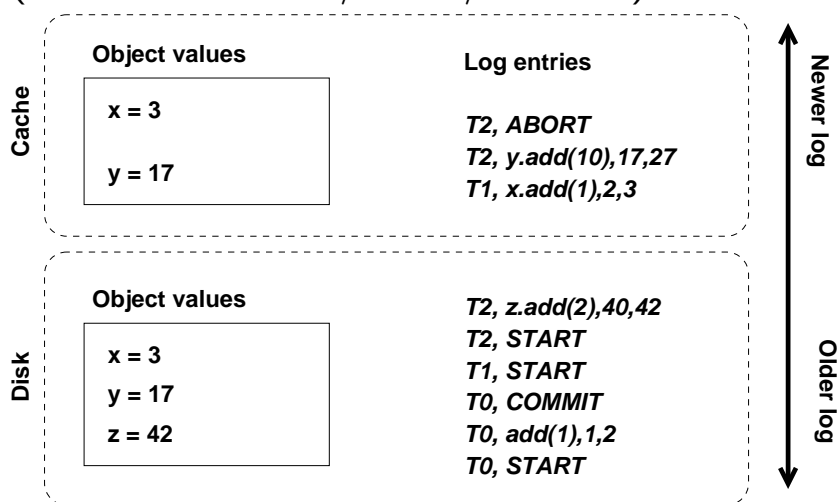 Cache
Object values
x = 3
y = 17
Log entries
T2, ABORT
T2, y.add(10),17,27
T1, x.add(1),2,3
Newer log
Disk
Object values
x = 3
y = 17
z = 42
T2, z.add(2),40,42
T2, START
T1, START
T0, COMMIT
T0, add(1),1,2
T0, START
Older log